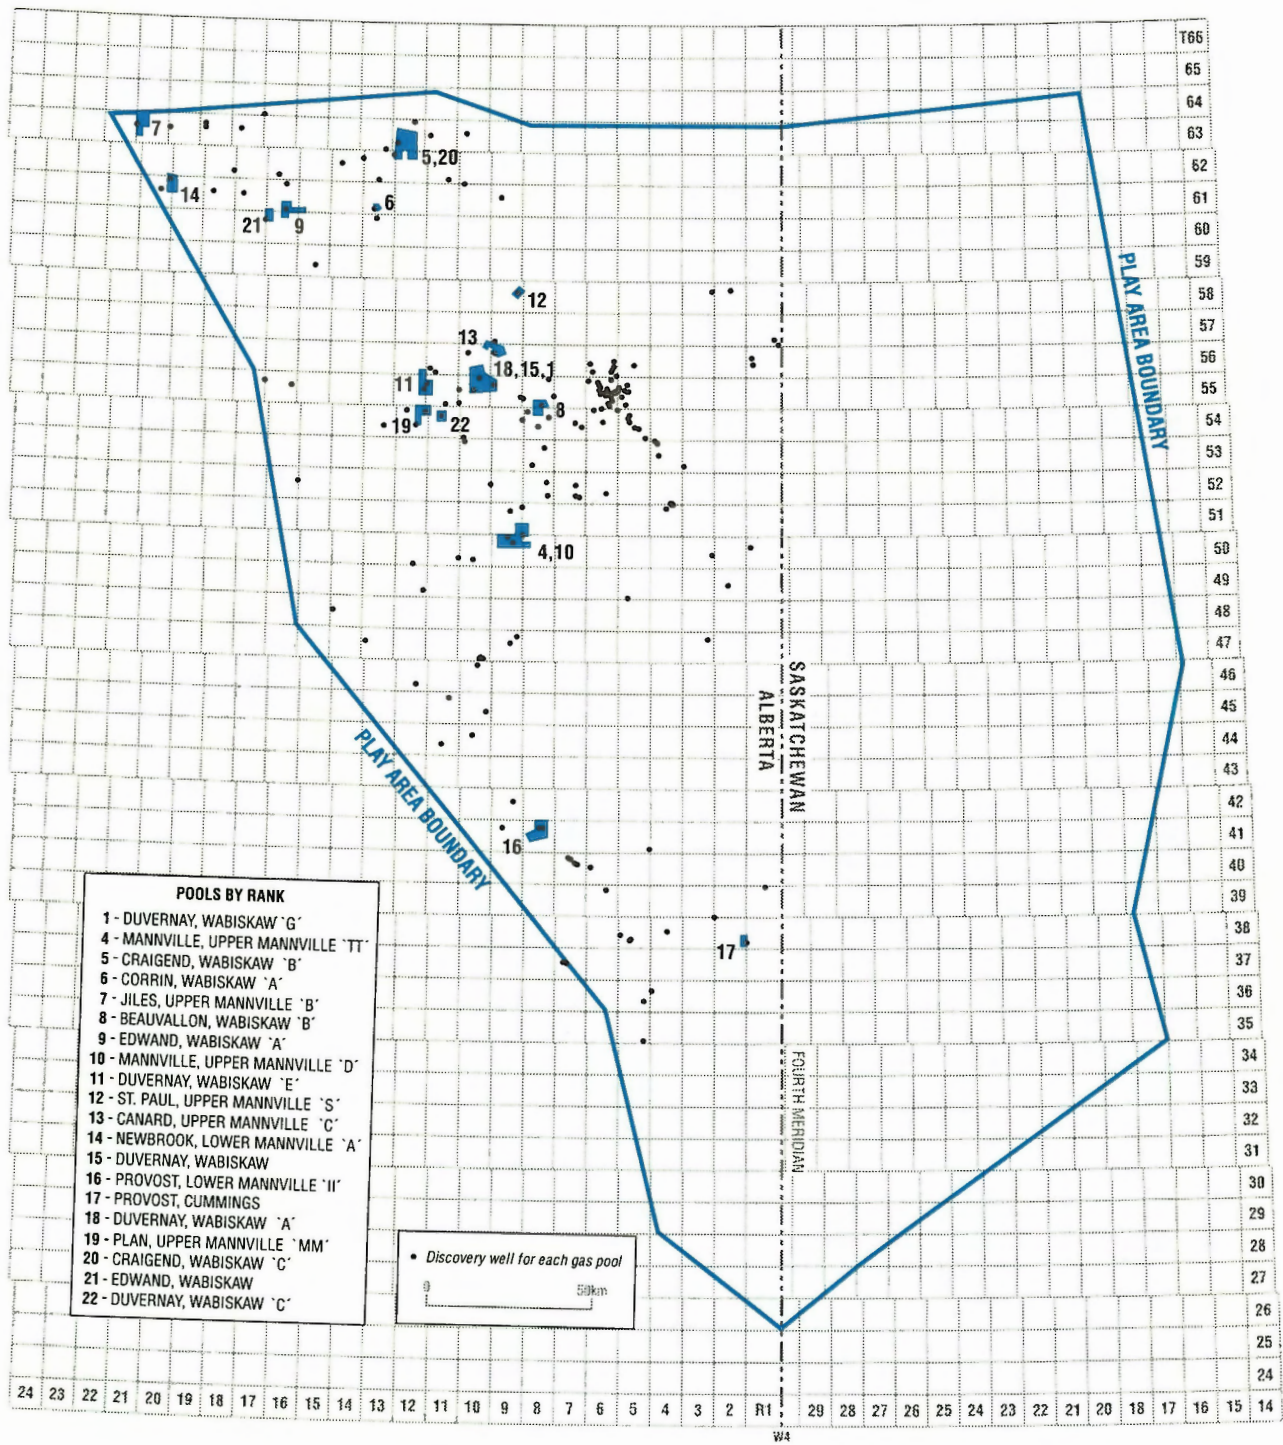 T66
65
64
63
62
61
60
59
58
57
56
55
54
53
52
51
50
49
48
47
46
45
44
43
42
41
40
39
38
37
36
35
34
33
32
31
30
29
28
27
26
25
24
7
5,20
14
6
21
9
12
13
18,15,1
11
8
19
22
4,10
16
17
PLAY AREA BOUNDARY
PLAY AREA BOUNDARY
SASKATCHEWAN
ALBERTA
FOURTH MERIDIAN
POOLS BY RANK
1 - DUVERNAY, WABISKAW `G´
4 - MANNVILLE, UPPER MANNVILLE `TT´
5 - CRAIGEND, WABISKAW `B´
6 - CORRIN, WABISKAW `A´
7 - JILES, UPPER MANNVILLE `B´
8 - BEAUVALLON, WABISKAW `B´
9 - EDWAND, WABISKAW `A´
10 - MANNVILLE, UPPER MANNVILLE `D´
11 - DUVERNAY, WABISKAW `E´
12 - ST. PAUL, UPPER MANNVILLE `S´
13 - CANARD, UPPER MANNVILLE `C´
14 - NEWBROOK, LOWER MANNVILLE `A´
15 - DUVERNAY, WABISKAW
16 - PROVOST, LOWER MANNVILLE `II´
17 - PROVOST, CUMMINGS
18 - DUVERNAY, WABISKAW `A´
19 - PLAN, UPPER MANNVILLE `MM´
20 - CRAIGEND, WABISKAW `C´
21 - EDWAND, WABISKAW
22 - DUVERNAY, WABISKAW `C´
Discovery well for each gas pool
0 50km
24 23 22 21 20 19 18 17 16 15 14 13 12 11 10 9 8 7 6 5 4 3 2 R1 29 28 27 26 25 24 23 22 21 20 18 17 16 15 14
W4